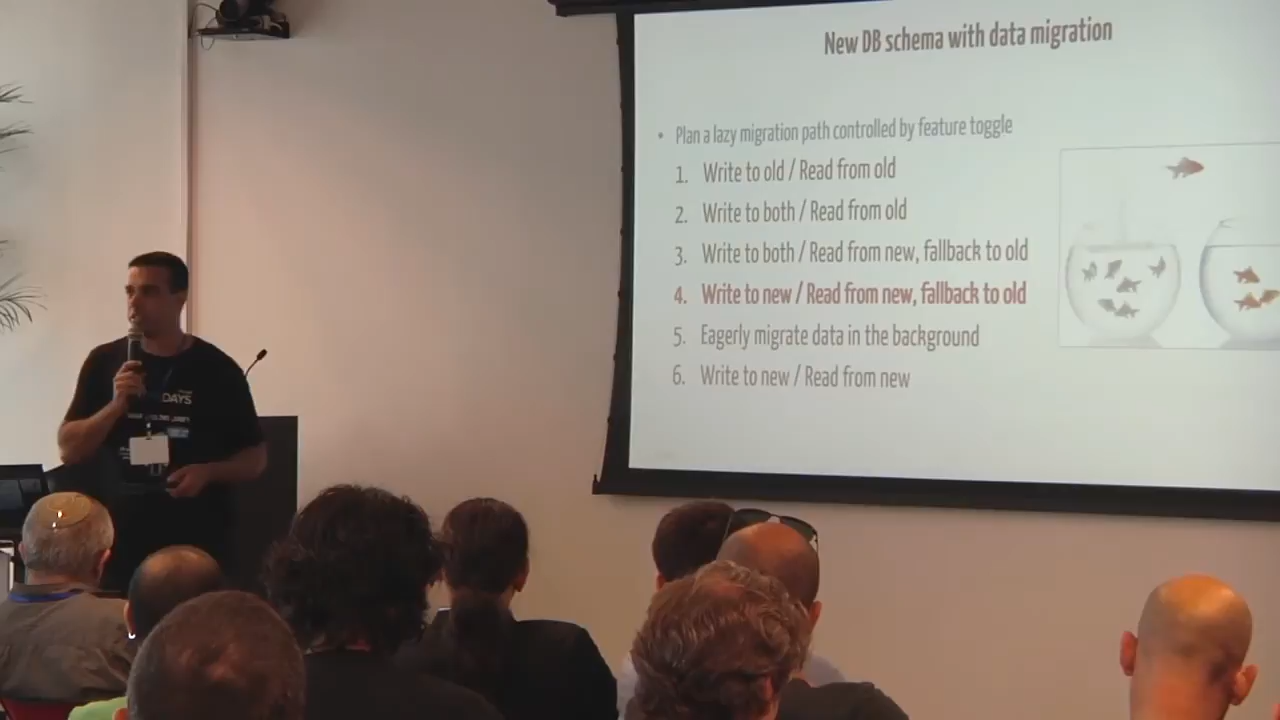 New DB schema with data migration
• Plan a lazy migration path controlled by feature toggle
1. Write to old / Read from old
2. Write to both / Read from old
3. Write to both / Read from new, fallback to old
4. Write to new / Read from new, fallback to old
5. Eagerly migrate data in the background
6. Write to new / Read from new
DAYS